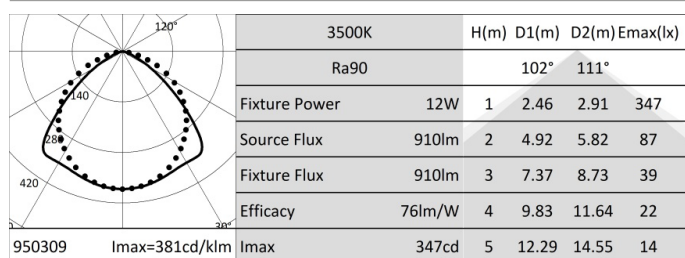 120°
140
280
420
30°
950309 Imax=381cd/klm
3500K
Ra90
Fixture Power 12W
Source Flux 910lm
Fixture Flux 910lm
Efficacy 76lm/W
Imax 347cd
H(m) D1(m) D2(m) Emax(lx)
102° 111°
1 2.46 2.91 347
2 4.92 5.82 87
3 7.37 8.73 39
4 9.83 11.64 22
5 12.29 14.55 14